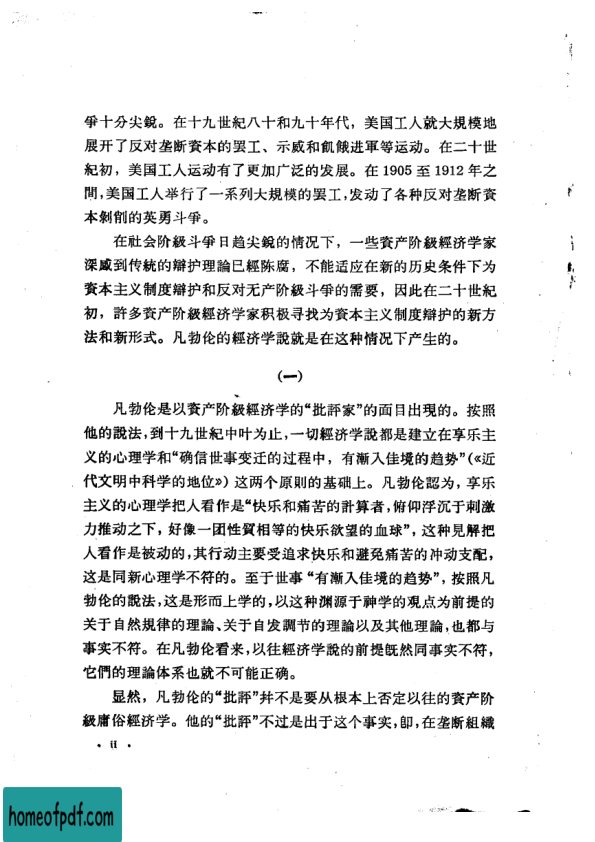 爭十分尖銳。在十九世紀八十和九十年代，美国工人就大規模地
展开了反对垄断資本的罢工、示威和飢餓进軍等运动。在二十世
紀初，美国工人运动有了更加广泛的发展。在 1905 至 1912 年之
間，美国工人举行了一系列大規模的罢工，发动了各种反对垄断資
本剝削的英勇斗爭。
在社会阶級斗爭日趋尖銳的情况下，一些資产阶級經济学家
深感到传統的辯护理論已經陈腐，不能适应在新的历史条件下为
資本主义制度辯护和反对无产阶級斗爭的需要，因此在二十世紀
初，許多資产阶級經济学家积极寻找为資本主义制度辯护的新方
法和新形式。凡勃伦的經济学說就是在这种情况下产生的。
(一)
凡勃伦是以資产阶級經济学的“批評家”的面目出現的。按照
他的說法，到十九世紀中叶为止，一切經济学說都是建立在享乐主
义的心理学和“确信世事变迁的过程中，有漸入佳境的趋势”(《近
代文明中科学的地位》) 这两个原则的基础上。凡勃伦認为，享乐
主义的心理学把人看作是“快乐和痛苦的計算者，俯仰浮沉于刺激
力推动之下，好像一团性質相等的快乐欲望的血球”，这种見解把
人看作是被动的，其行动主要受追求快乐和避免痛苦的冲动支配，
这是同新心理学不符的。至于世事“有漸入佳境的趋势”，按照凡
勃伦的說法，这是形而上学的，以这种渊源于神学的观点为前提的
关于自然規律的理論、关于自发調节的理論以及其他理論，也都与
事实不符。在凡勃伦看来，以往經济学說的前提既然同事实不符，
它們的理論体系也就不可能正确。
显然，凡勃伦的“批評”幷不是要从根本上否定以往的資产阶
級庸俗經济学。他的“批評”不过是出于这个事实，卽，在垄断組織
• ii •
homeofpdf.com